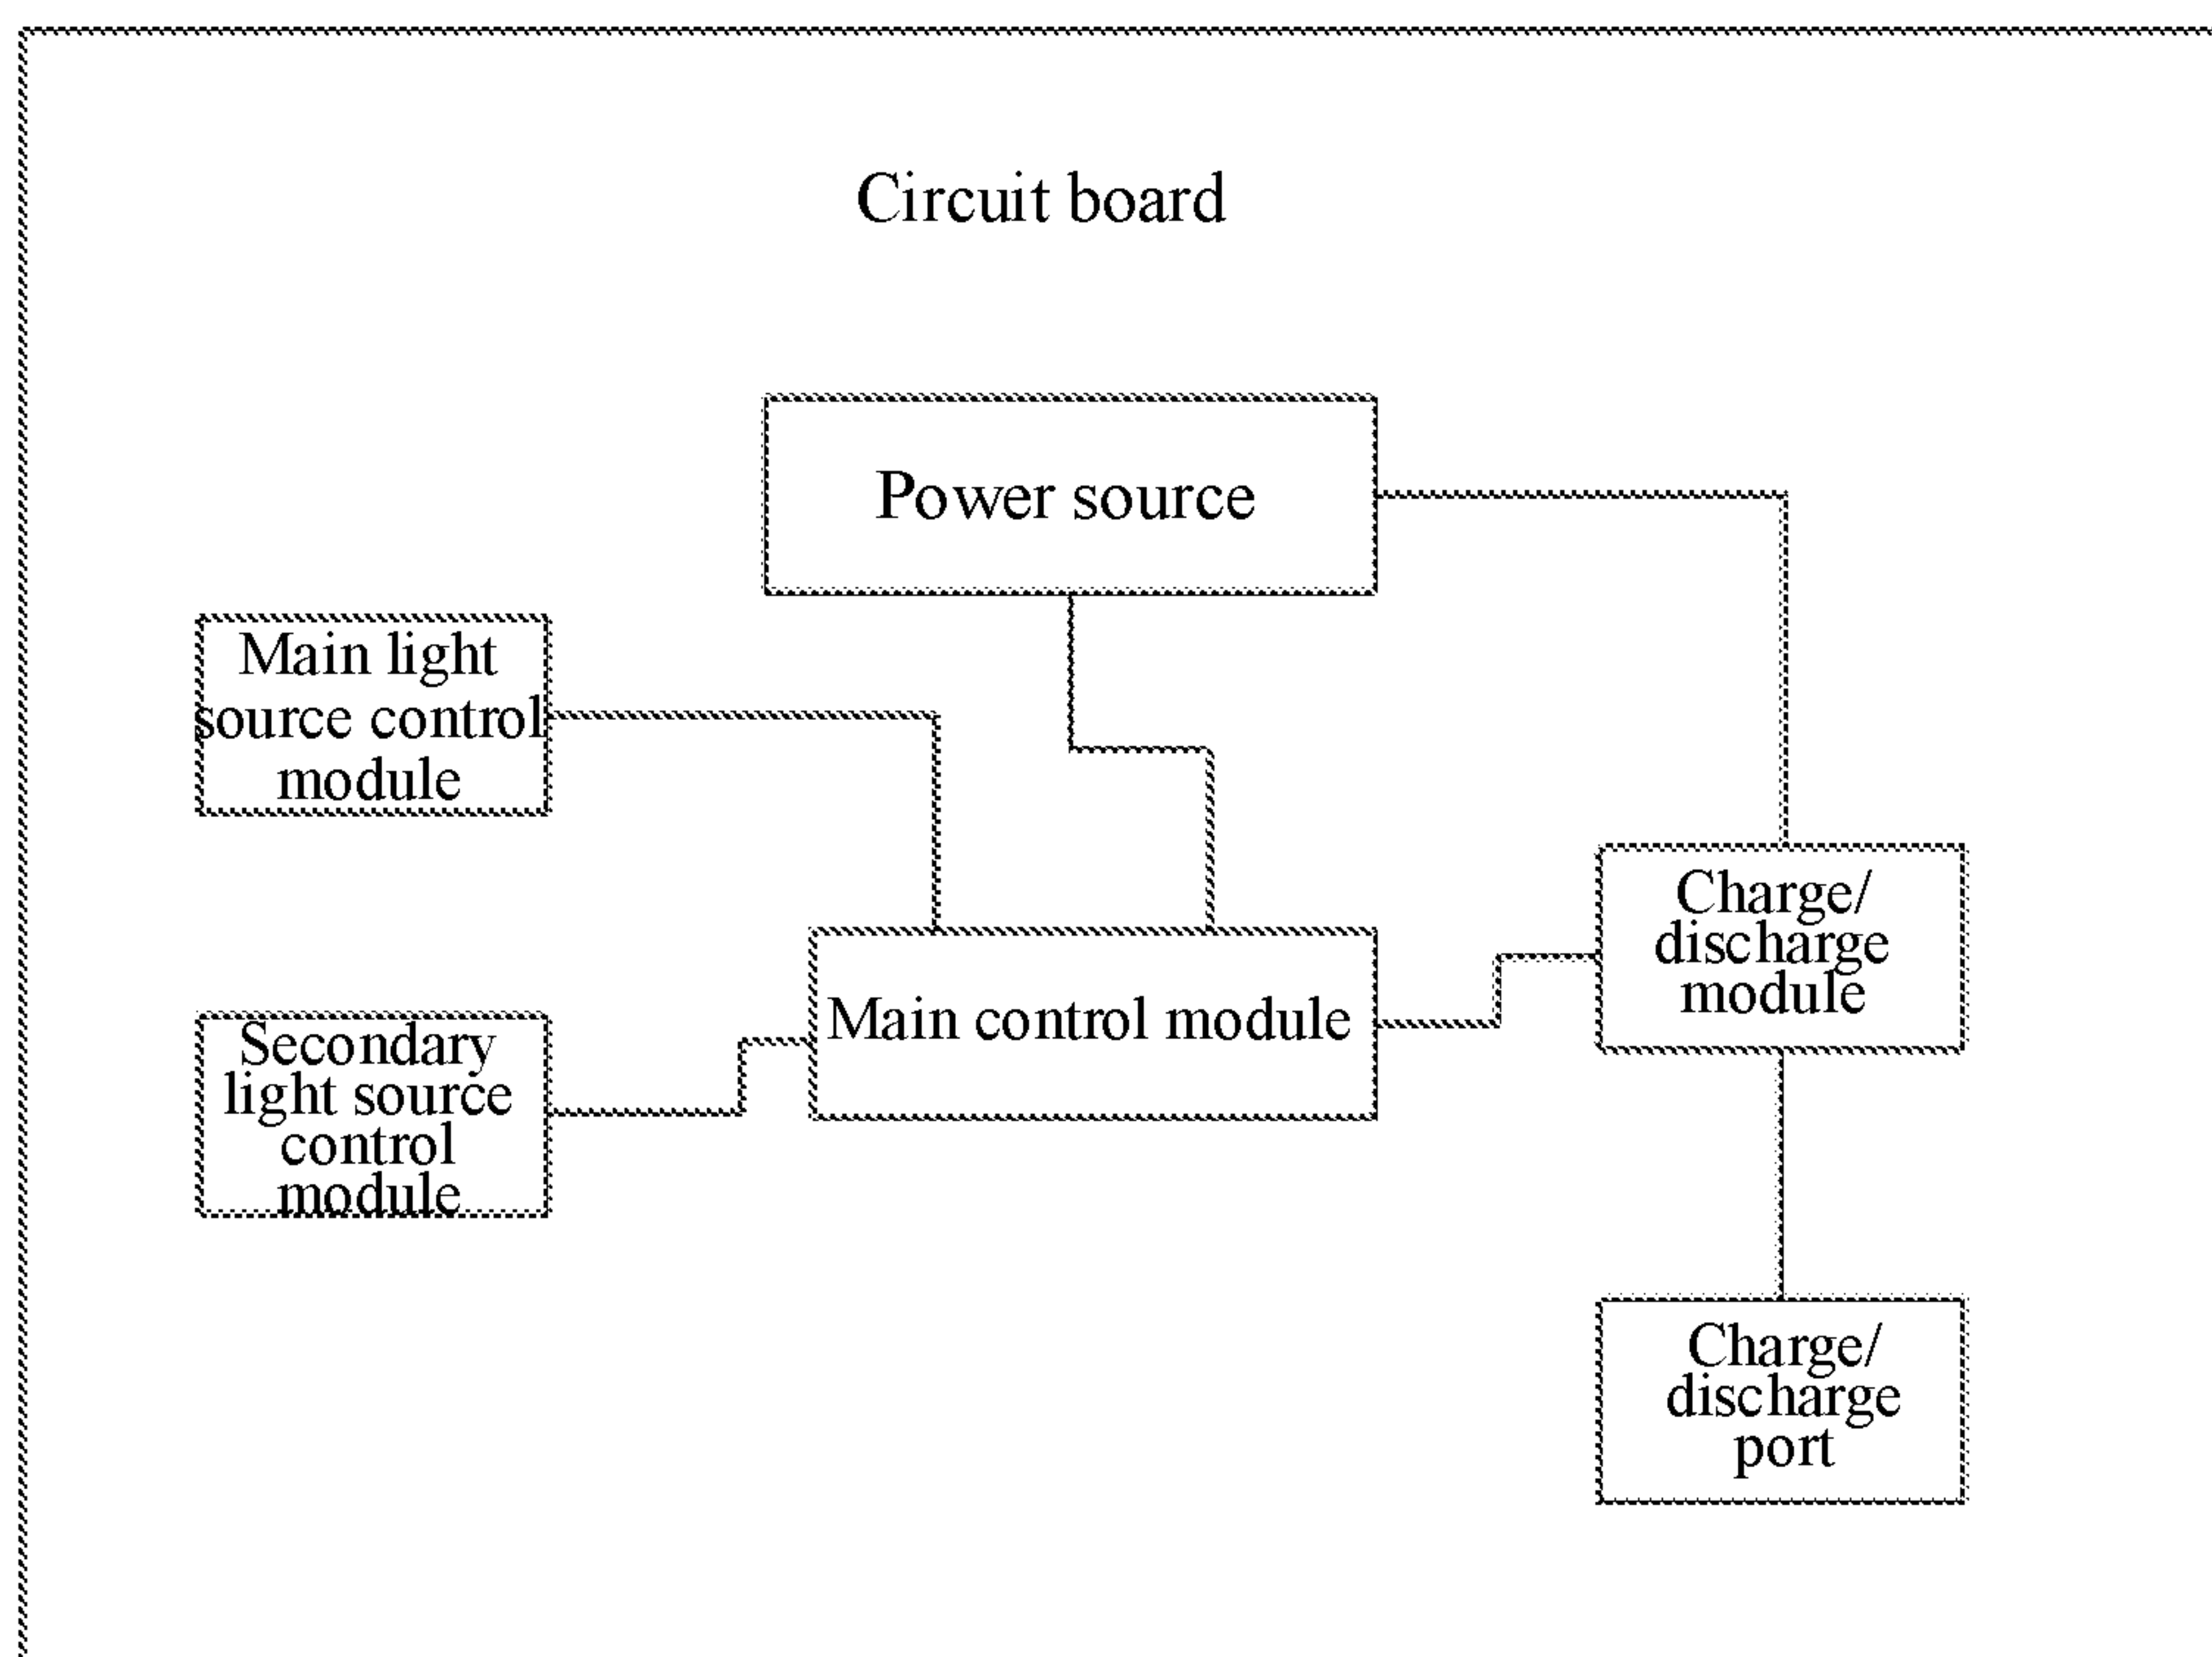 Circuit board
Power source
Main light
source control
module
Charge/
discharge
module
Main control module
Secondary
light source
control
module
Charge/
discharge
port